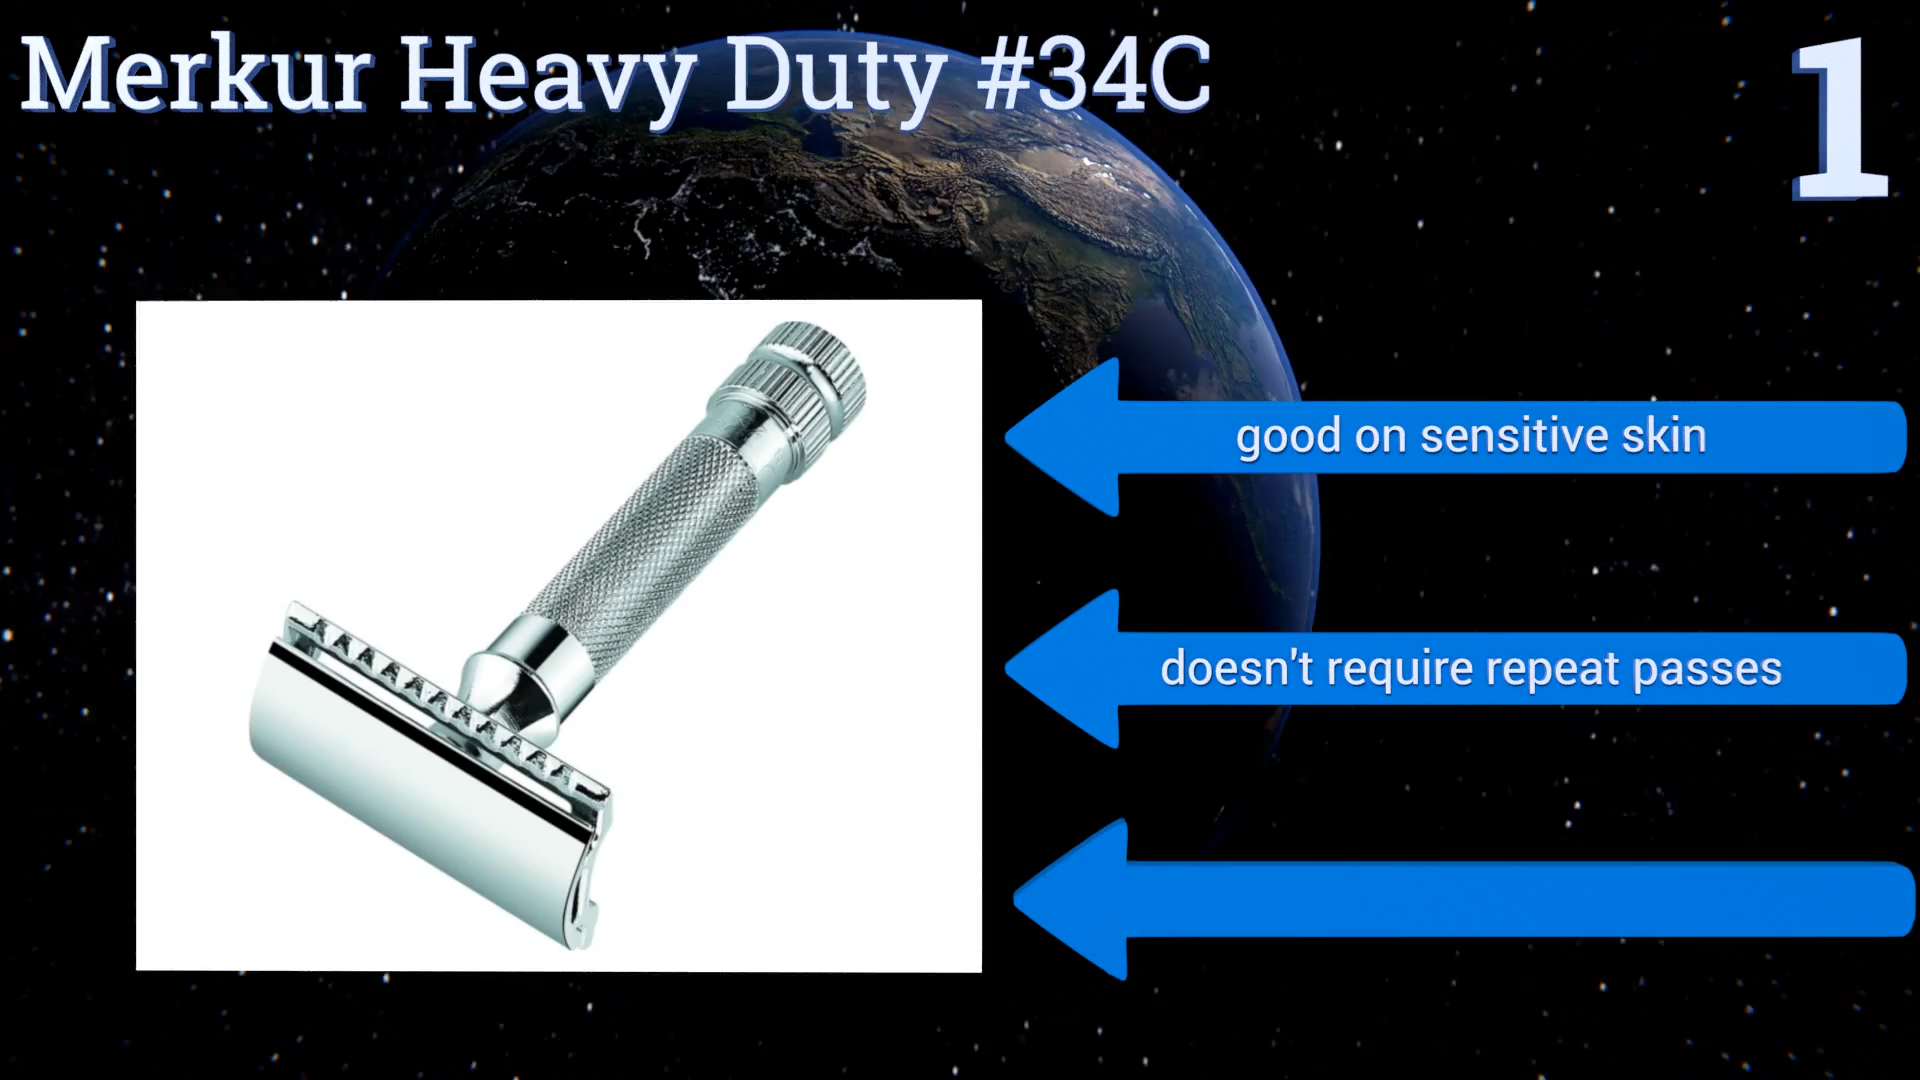 Merkur Heavy Duty #34C
1
good on sensitive skin
doesn't require repeat passes